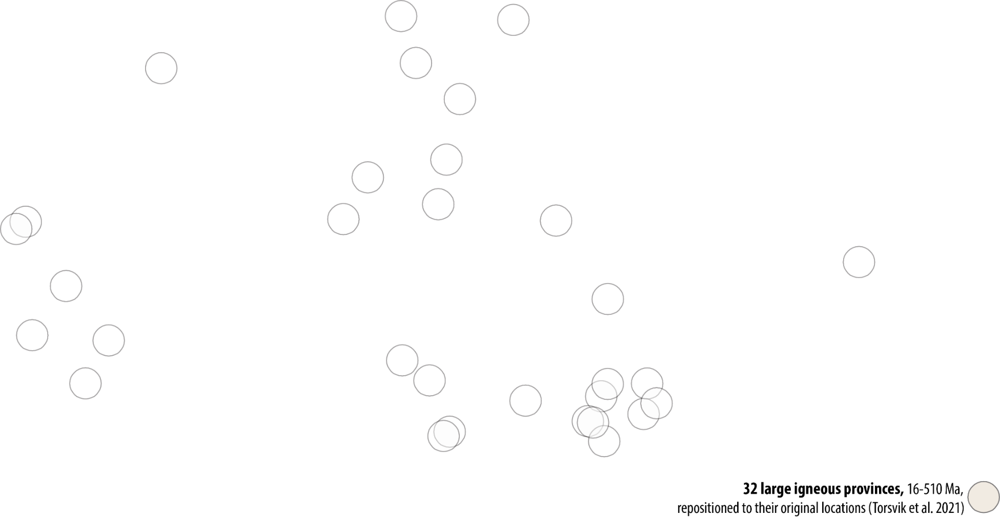 32 large igneous provinces, 16-510 Ma,
repositioned to their original locations (Torsvik et al. 2021)